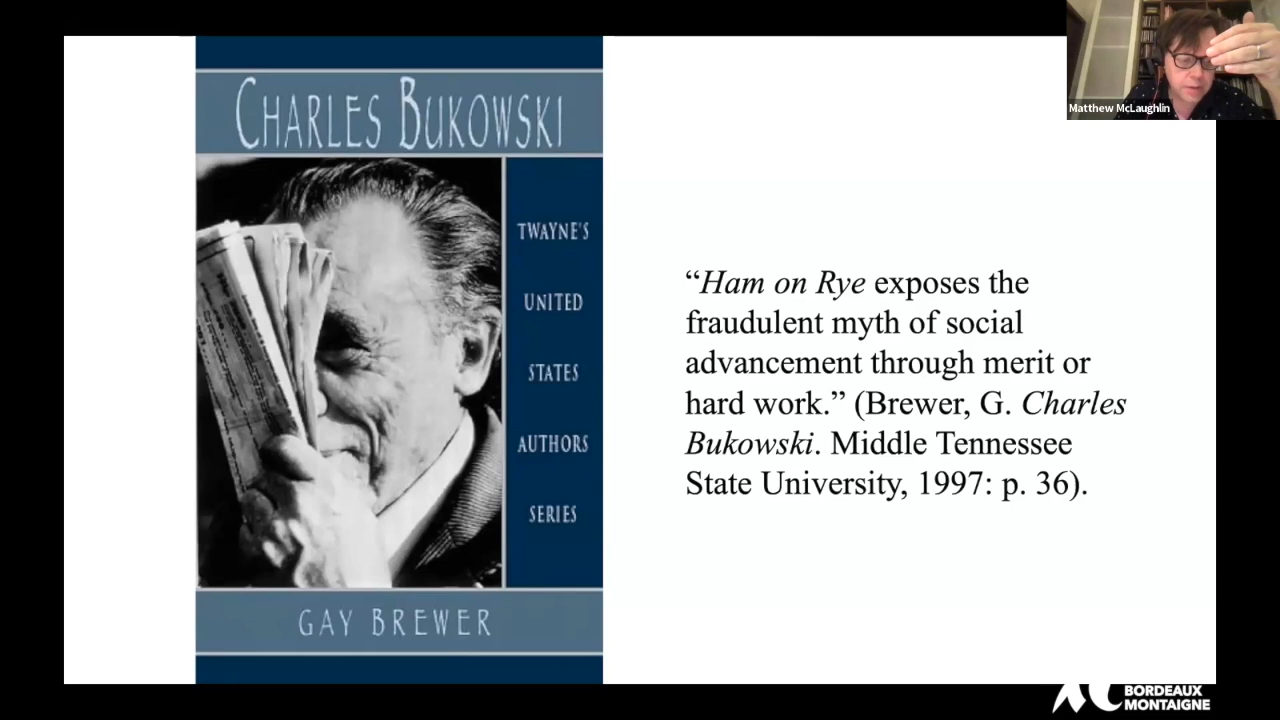 Matthew McLaughlin
CHARLES BUKOWSKI
TWAYNE'S
UNITED
STATES
AUTHORS
SERIES
GAY BREWER
“Ham on Rye exposes the
fraudulent myth of social
advancement through merit or
hard work.” (Brewer, G. Charles
Bukowski. Middle Tennessee
State University, 1997: p. 36).
BORDEAUX
MONTAIGNE